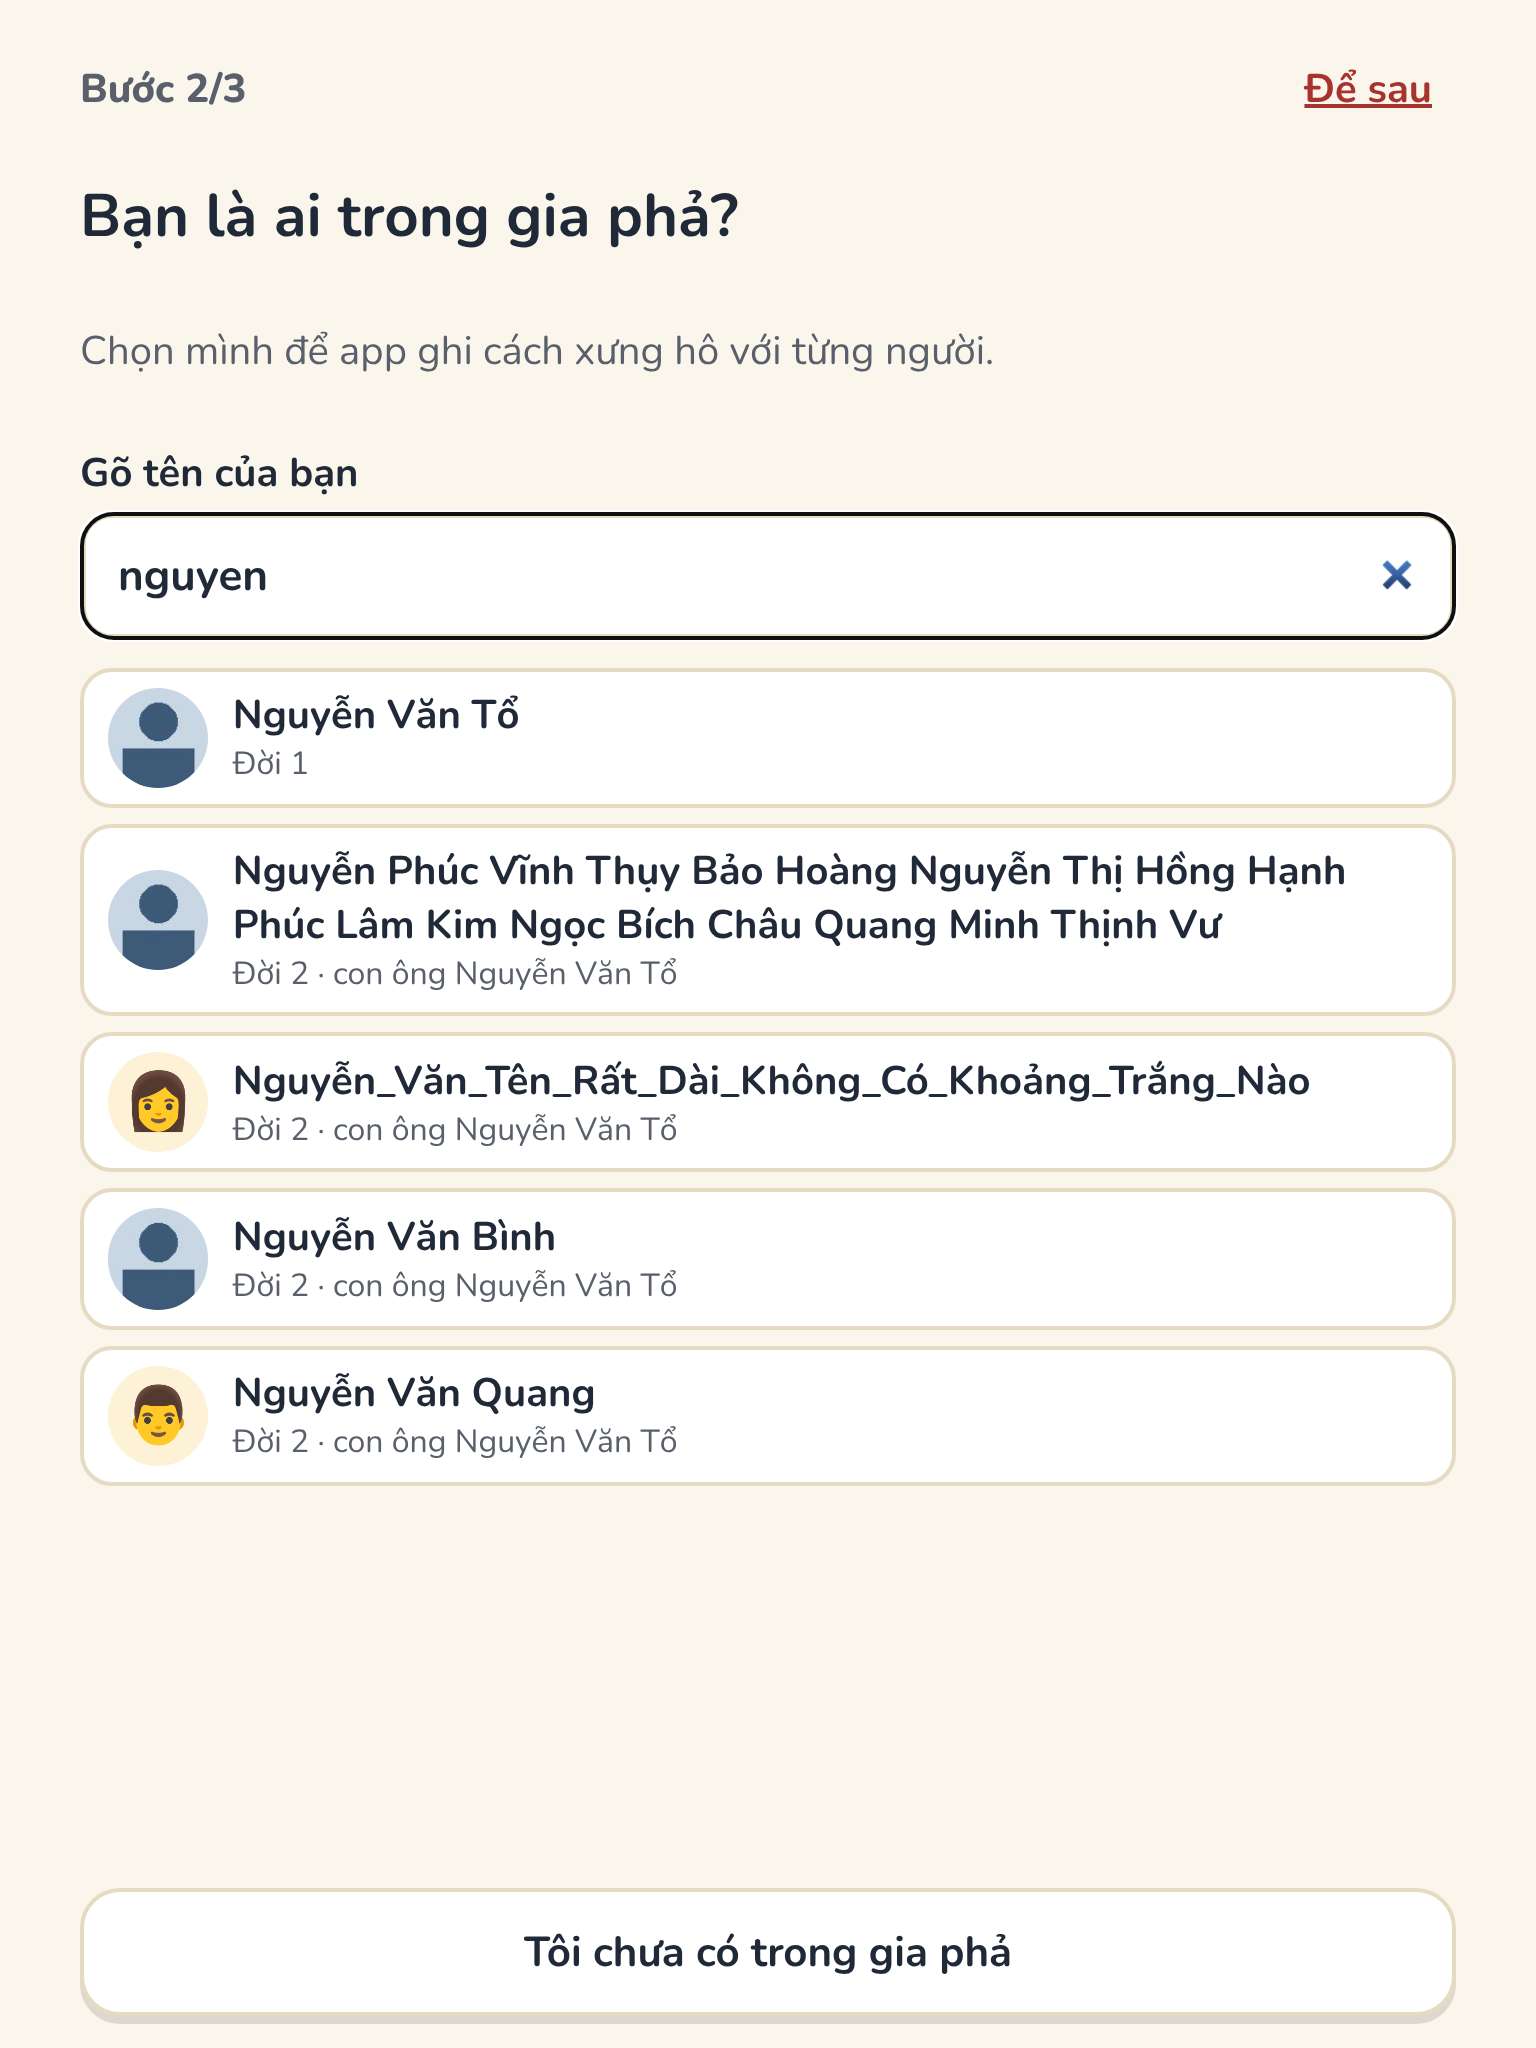 Bước 2/3
Để sau
Bạn là ai trong gia phả?
Chọn mình để app ghi cách xưng hô với từng người.
Gõ tên của bạn
nguyen
Nguyễn Văn Tổ
Đời 1
Nguyễn Phúc Vĩnh Thụy Bảo Hoàng Nguyễn Thị Hồng Hạnh
Phúc Lâm Kim Ngọc Bích Châu Quang Minh Thịnh Vư
Đời 2 · con ông Nguyễn Văn Tổ
Nguyễn_Văn_Tên_Rất_Dài_Không_Có_Khoảng_Trắng_Nào
Đời 2 · con ông Nguyễn Văn Tổ
Nguyễn Văn Bình
Đời 2 · con ông Nguyễn Văn Tổ
Nguyễn Văn Quang
Đời 2 · con ông Nguyễn Văn Tổ
Tôi chưa có trong gia phả